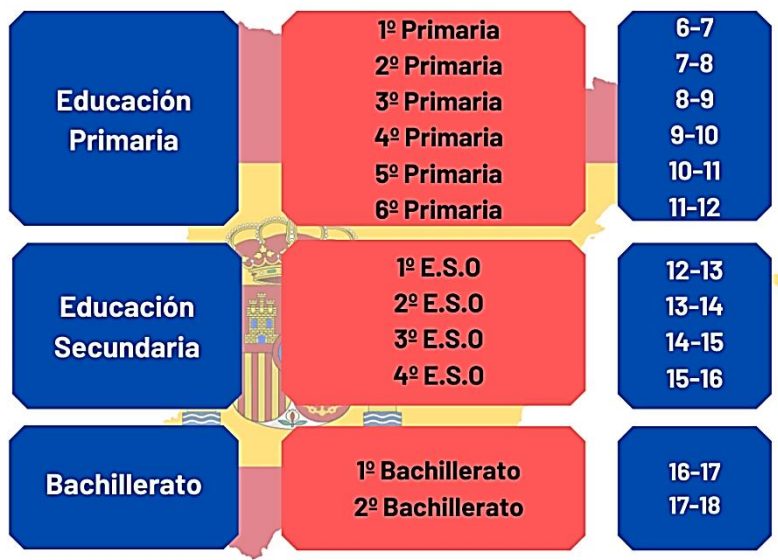 Educación
Primaria
1º Primaria
2º Primaria
3º Primaria
4º Primaria
5º Primaria
6º Primaria
6-7
7-8
8-9
9-10
10-11
11-12
Educación
Secundaria
1º E.S.O
2º E.S.O
3º E.S.O
4º E.S.O
12-13
13-14
14-15
15-16
Bachillerato
1º Bachillerato
2º Bachillerato
16-17
17-18